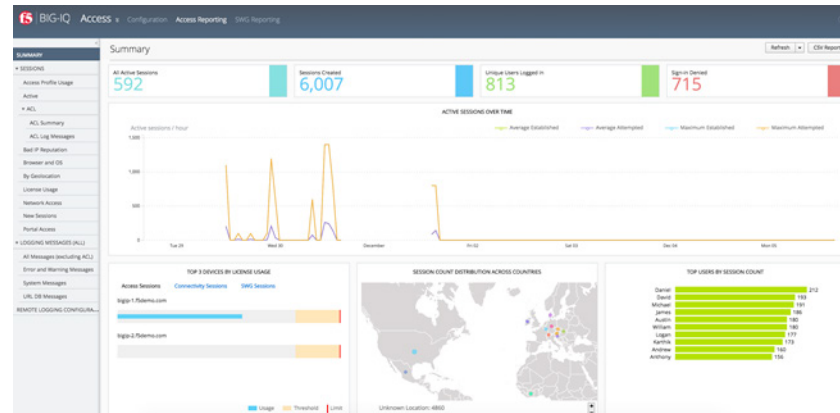 f5 BIG-IQ Access Configuration Access Reporting SWG Reporting
SUMMARY
SESSIONS
Access Profile Usage
Active
ACL
ACL Summary
ACL Log Messages
Bad IP Reputation
Browser and OS
By Geolocation
License Usage
Network Access
New Sessions
Portal Access
LOGGING MESSAGES (ALL)
All Messages (excluding ACL)
Error and Warning Messages
System Messages
URL DB Messages
REMOTE LOGGING CONFIGURA...
Summary
Refresh
CSV Report
All Active Sessions
592
Sessions Created
6,007
Unique Users Logged in
813
Sign-in Denied
715
ACTIVE SESSIONS OVER TIME
Active sessions / hour
Average Established Average Attempted Maximum Established Maximum Attempted
1,500
1,000
500
0
Tue 29 Wed 30 December Fri 02 Sat 03 Dec 04 Mon 05
TOP 3 DEVICES BY LICENSE USAGE
Access Sessions Connectivity Sessions SWG Sessions
bigip-1.f5demo.com
bigip-2.f5demo.com
Usage Threshold Limit
SESSION COUNT DISTRIBUTION ACROSS COUNTRIES
Unknown Location: 4860
TOP USERS BY SESSION COUNT
Daniel 212
David 193
Michael 191
James 186
Austin 180
William 180
Logan 177
Karthik 173
Andrew 160
Anthony 156